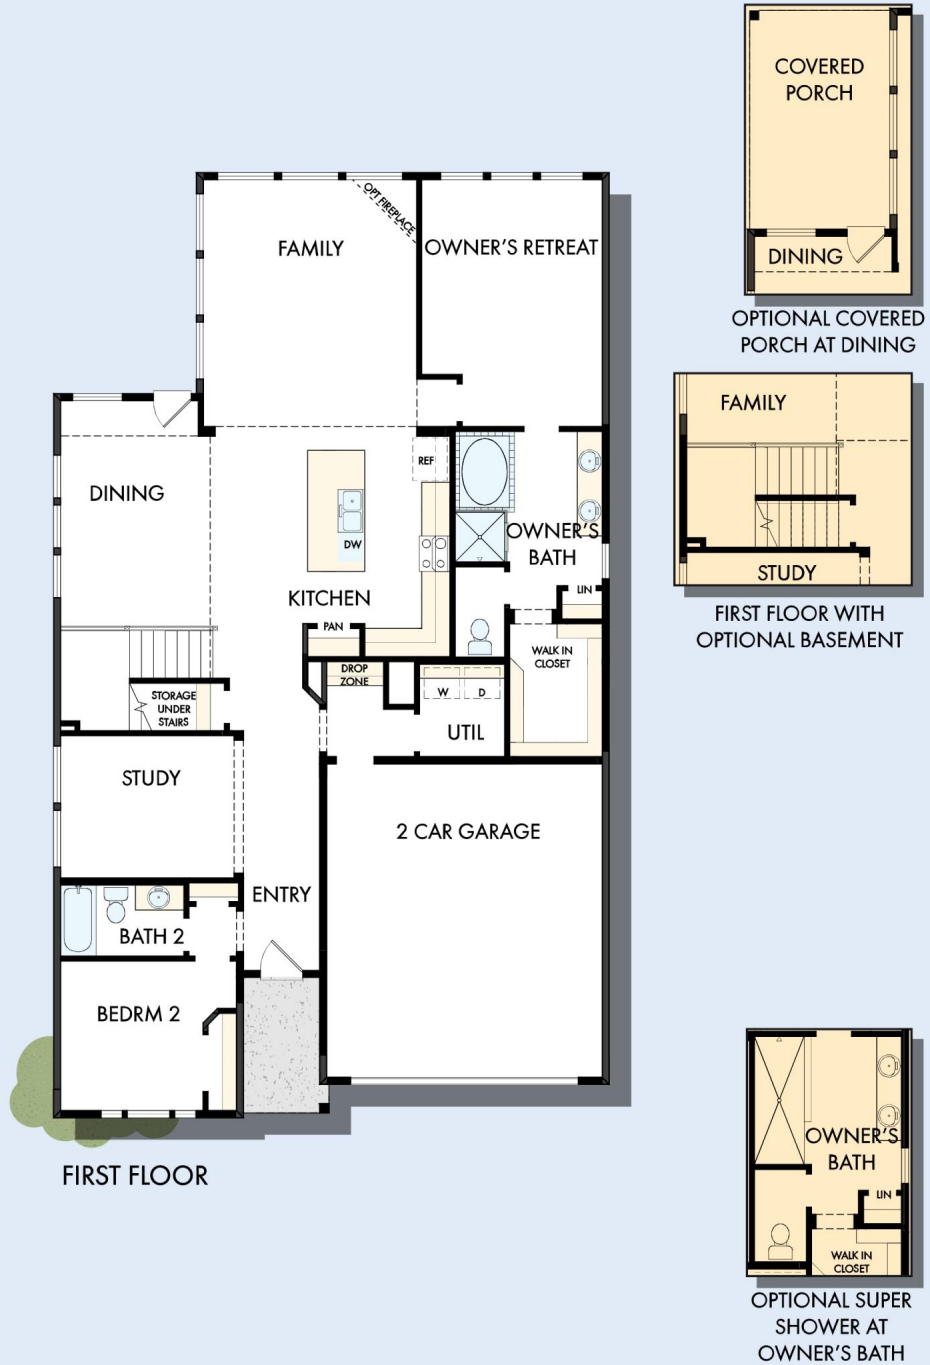 COVERED
PORCH
DINING
OPTIONAL COVERED
PORCH AT DINING
OPT FIREPLACE
FAMILY
OWNER'S RETREAT
FAMILY
STUDY
FIRST FLOOR WITH
OPTIONAL BASEMENT
REF
DINING
DW
OWNER'S
BATH
KITCHEN
LIN
PAN
WALK IN
CLOSET
DROP
ZONE
STORAGE
UNDER
STAIRS
W
D
UTIL
STUDY
2 CAR GARAGE
ENTRY
BATH 2
BEDRM 2
FIRST FLOOR
OWNER'S
BATH
LIN
WALK IN
CLOSET
OPTIONAL SUPER
SHOWER AT
OWNER'S BATH